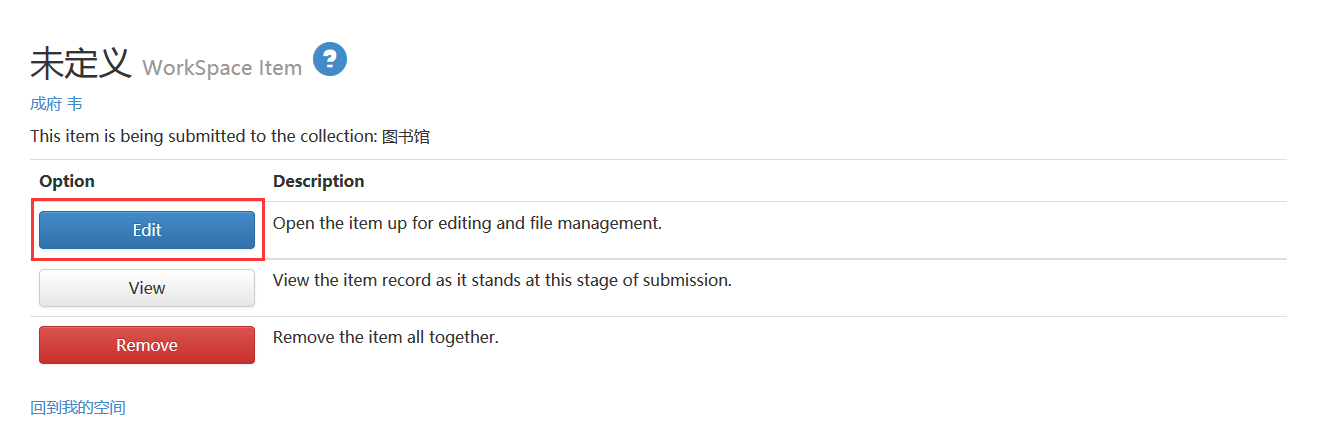 未定义 WorkSpace Item ?
成府 韦
This item is being submitted to the collection: 图书馆
Option Description
Edit Open the item up for editing and file management.
View View the item record as it stands at this stage of submission.
Remove Remove the item all together.
回到我的空间